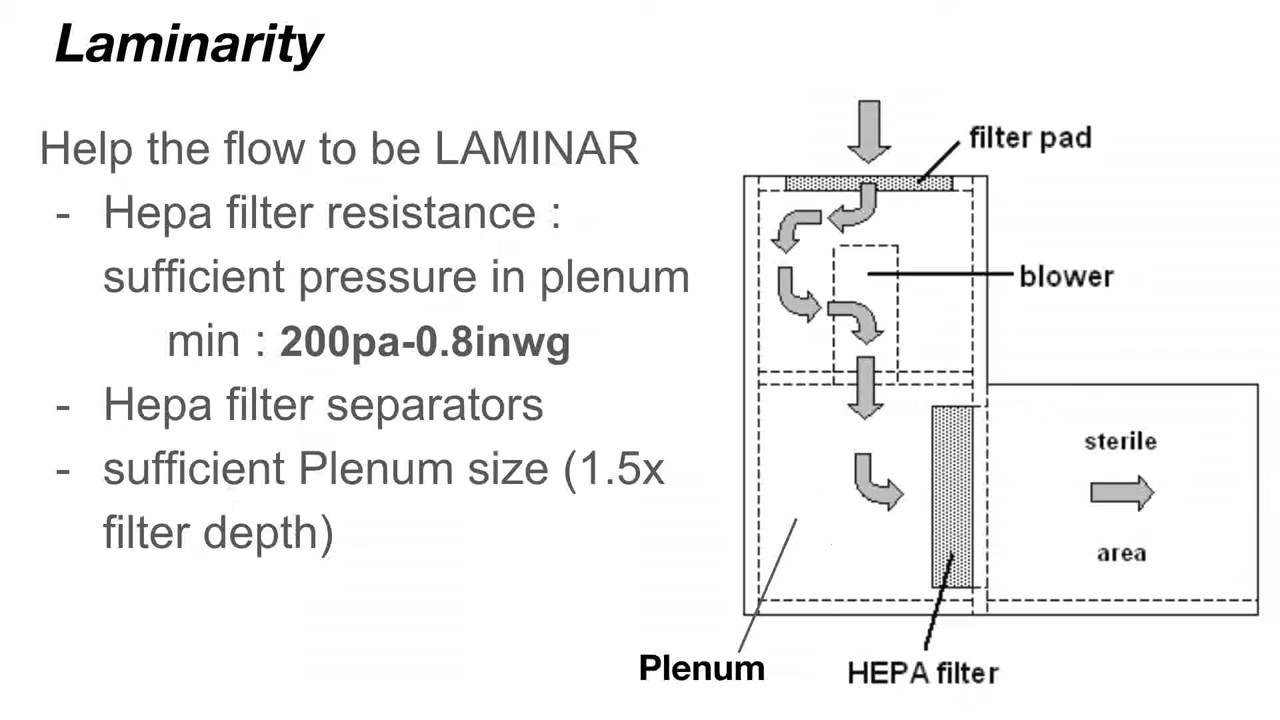 Laminarity
Help the flow to be LAMINAR
- Hepa filter resistance :
sufficient pressure in plenum
min : 200pa-0.8inwg
- Hepa filter separators
- sufficient Plenum size (1.5x
filter depth)
filter pad
blower
sterile
area
Plenum
HEPA filter